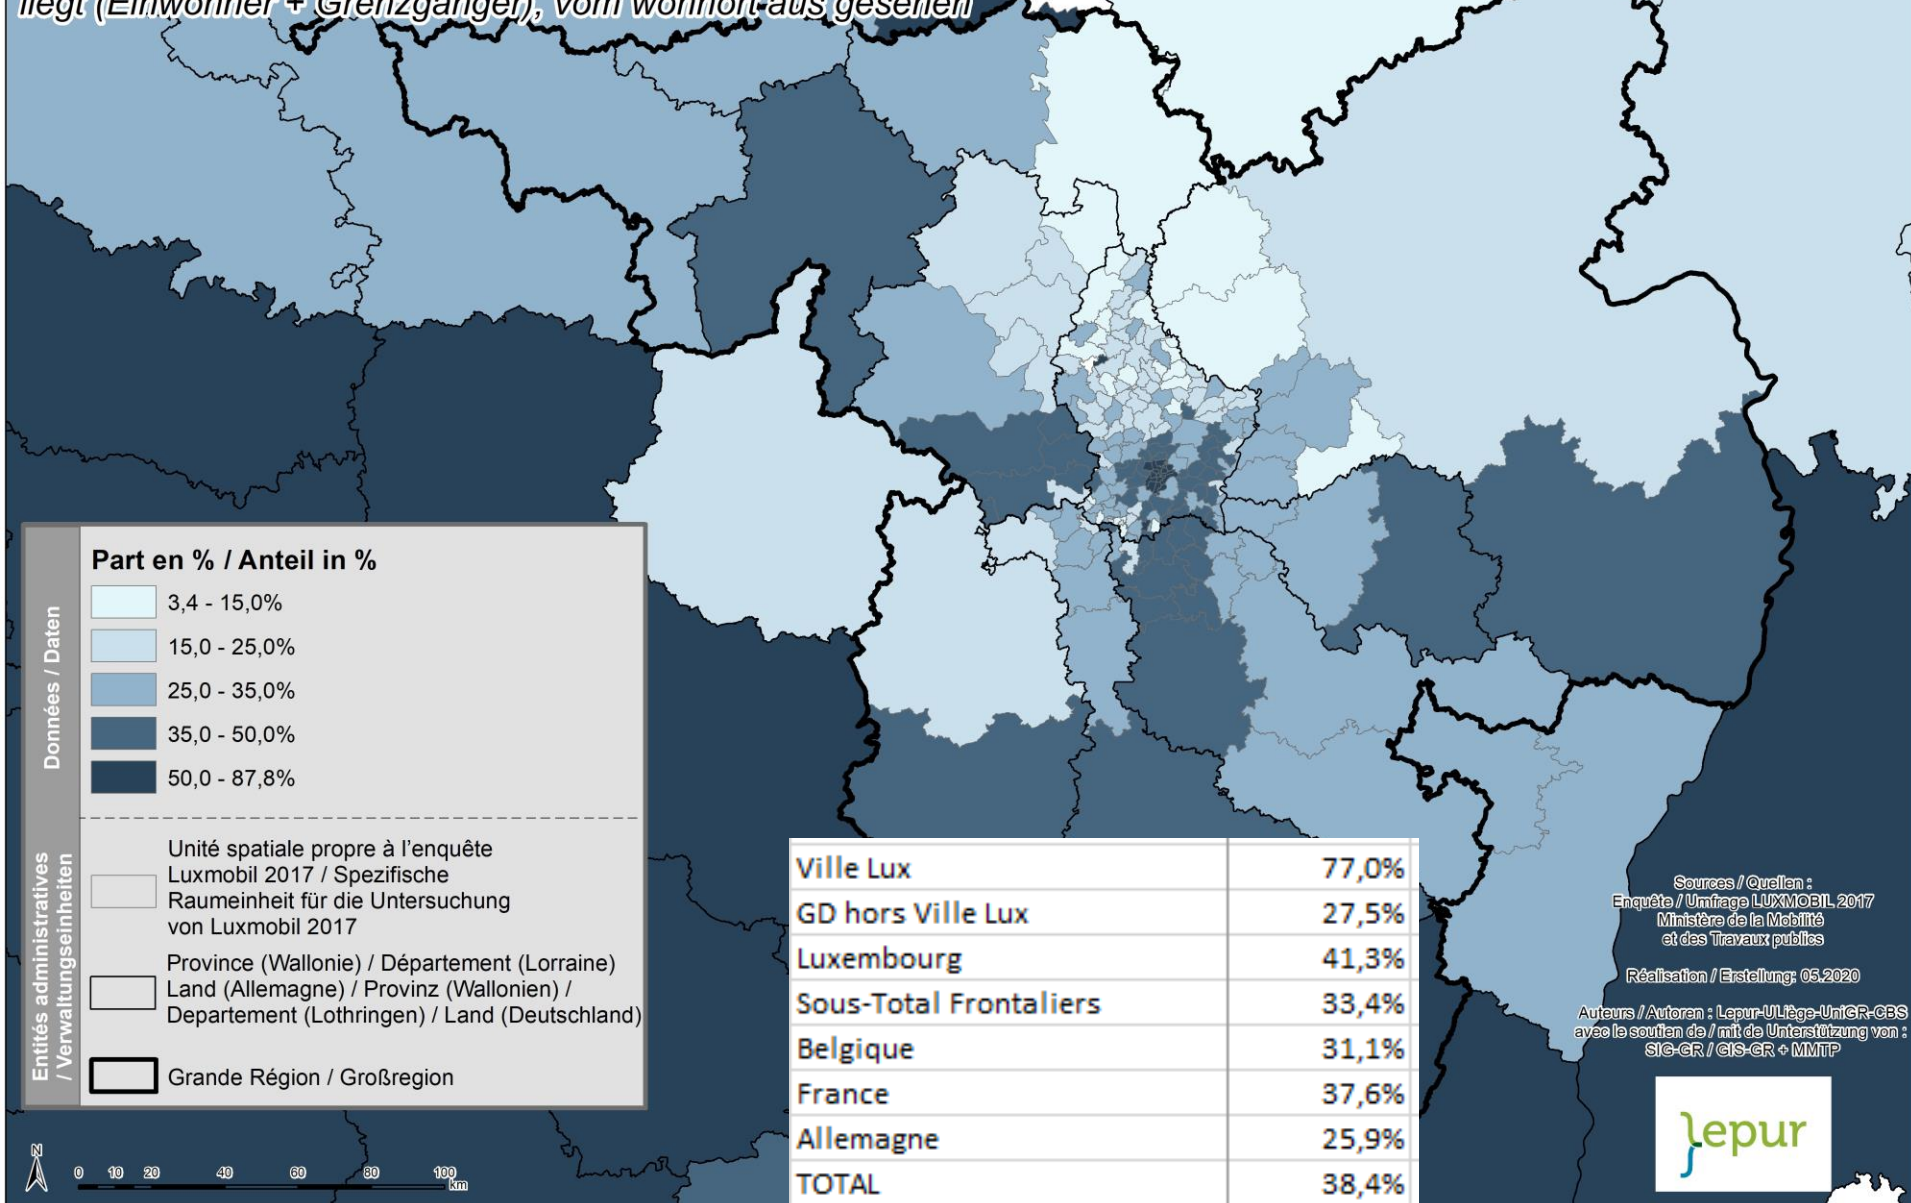 liegt (Einwohner + Grenzgänger), vom Wohnort aus gesehen
Données / Daten
Part en % / Anteil in %
3,4 - 15,0%
15,0 - 25,0%
25,0 - 35,0%
35,0 - 50,0%
50,0 - 87,8%
Entités administratives
/ Verwaltungseinheiten
Unité spatiale propre à l'enquête
Luxmobil 2017 / Spezifische
Raumeinheit für die Untersuchung
von Luxmobil 2017
Province (Wallonie) / Département (Lorraine)
Land (Allemagne) / Provinz (Wallonien) /
Departement (Lothringen) / Land (Deutschland)
Grande Région / Großregion
N
0 10 20 40 60 80 100
km
Ville Lux 77,0%
GD hors Ville Lux 27,5%
Luxembourg 41,3%
Sous-Total Frontaliers 33,4%
Belgique 31,1%
France 37,6%
Allemagne 25,9%
TOTAL 38,4%
Sources / Quellen :
Enquête / Umfrage LUXMOBIL 2017
Ministère de la Mobilité
et des Travaux publics
Réalisation / Erstellung: 05.2020
Auteurs / Autoren : Lepur-ULiège-UniGR-CBS
avec le soutien de / mit de Unterstützung von :
SIG-GR / GIS-GR + MMTP
lepur